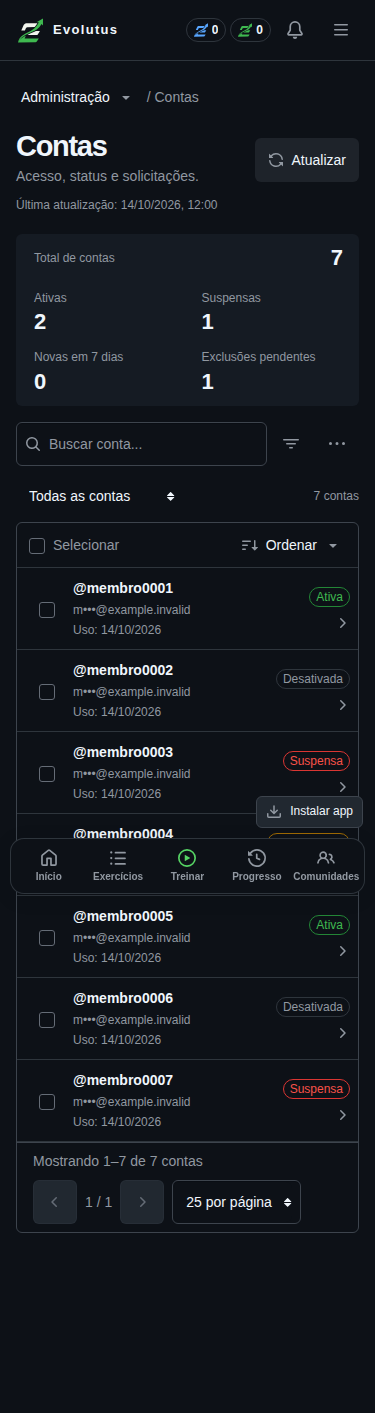 Evolutus
0
0
Administração
/ Contas
Contas
Acesso, status e solicitações.
Atualizar
Última atualização: 14/10/2026, 12:00
Total de contas
7
Ativas
Suspensas
2
1
Novas em 7 dias
Exclusões pendentes
0
1
Buscar conta...
Todas as contas
7 contas
Selecionar
Ordenar
@membro0001
Ativa
m•••@example.invalid
Uso: 14/10/2026
@membro0002
Desativada
m•••@example.invalid
Uso: 14/10/2026
@membro0003
Suspensa
m•••@example.invalid
Uso: 14/10/2026
Instalar app
@membro0004
Início
Exercícios
Treinar
Progresso
Comunidades
@membro0005
Ativa
m•••@example.invalid
Uso: 14/10/2026
@membro0006
Desativada
m•••@example.invalid
Uso: 14/10/2026
@membro0007
Suspensa
m•••@example.invalid
Uso: 14/10/2026
Mostrando 1–7 de 7 contas
1 / 1
25 por página